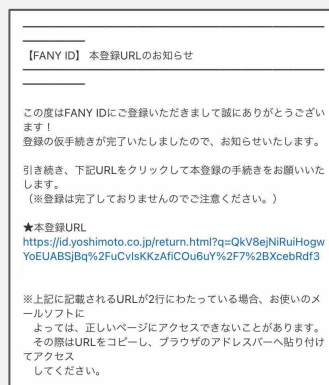 【FANY ID】 本登録URLのお知らせ
この度はFANY IDにご登録いただきまして誠にありがとうござい
ます！
登録の仮手続きが完了いたしましたので、お知らせいたします。
引き続き、下記URLをクリックして本登録の手続きをお願いいた
します。
（※登録は完了しておりませんのでご注意ください。）
★本登録URL
https://id.yoshimoto.co.jp/return.html?q=QkV8ejNiRuiHogw
YoEUABSjBq%2FuCvIsKKzAfiCOu6uY%2F7%2BXcebRdf3
※上記に記載されるURLが2行にわたっている場合、お使いのメ
ールソフトに
よっては、正しいページにアクセスできないことがあります。
その際はURLをコピーし、ブラウザのアドレスバーへ貼り付け
てアクセス
してください。